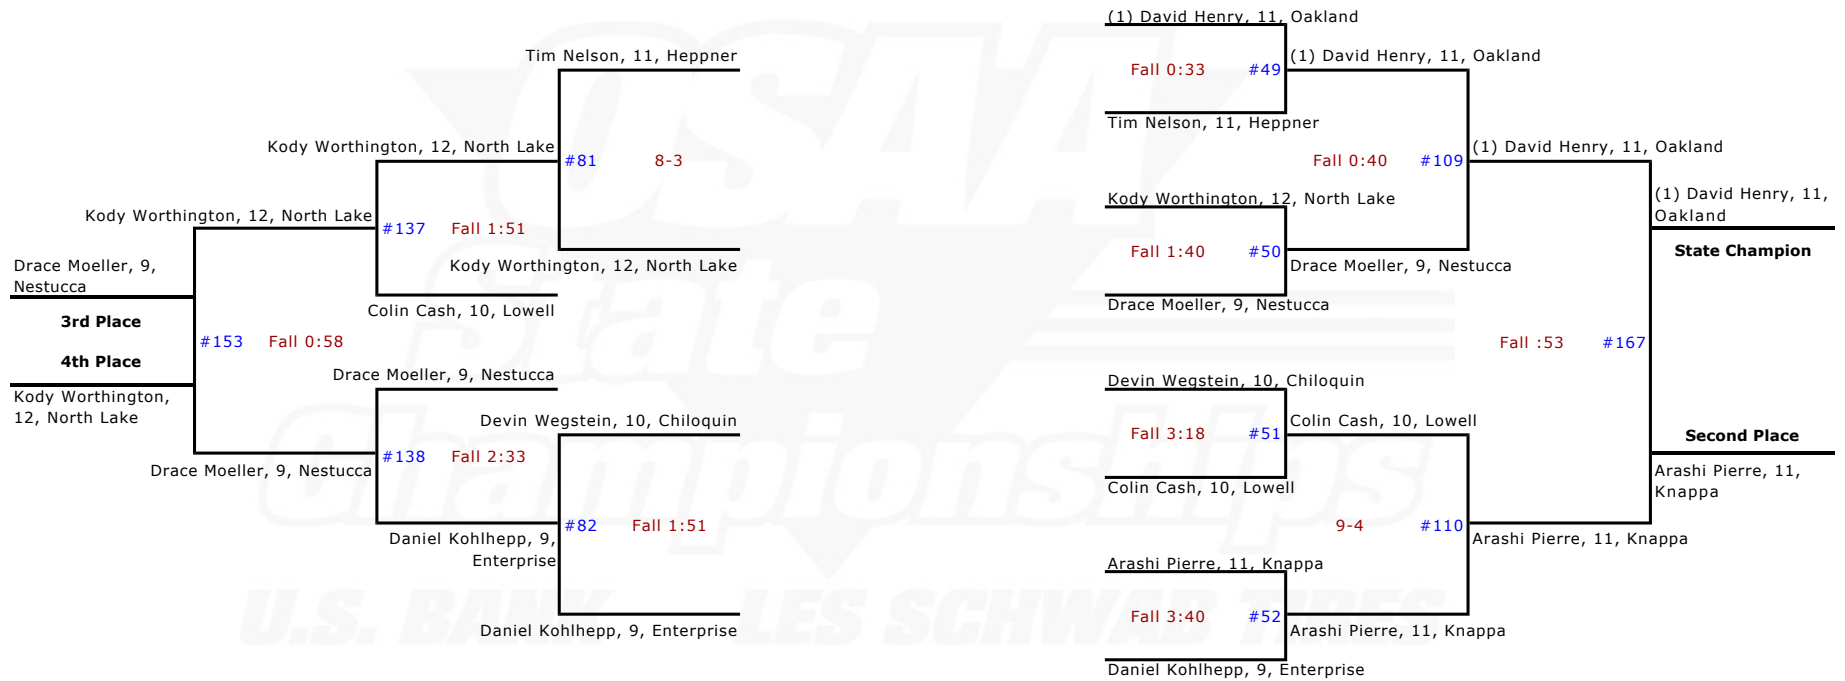 Tim Nelson, 11, Heppner
Kody Worthington, 12, North Lake
#81 8-3
Kody Worthington, 12, North Lake
#137 Fall 1:51
Kody Worthington, 12, North Lake
Drace Moeller, 9,
Nestucca
Colin Cash, 10, Lowell
3rd Place
#153 Fall 0:58
4th Place
Drace Moeller, 9, Nestucca
Kody Worthington,
12, North Lake
Devin Wegstein, 10, Chiloquin
#138 Fall 2:33
Drace Moeller, 9, Nestucca
#82 Fall 1:51
Daniel Kohlhepp, 9,
Enterprise
Daniel Kohlhepp, 9, Enterprise
(1) David Henry, 11, Oakland
(1) David Henry, 11, Oakland
Fall 0:33 #49
Tim Nelson, 11, Heppner
(1) David Henry, 11, Oakland
Fall 0:40 #109
Kody Worthington, 12, North Lake
(1) David Henry, 11,
Oakland
Fall 1:40 #50
State Champion
Drace Moeller, 9, Nestucca
Drace Moeller, 9, Nestucca
Fall :53 #167
Devin Wegstein, 10, Chiloquin
Colin Cash, 10, Lowell
Fall 3:18 #51
Second Place
Arashi Pierre, 11,
Knappa
Colin Cash, 10, Lowell
9-4 #110
Arashi Pierre, 11, Knappa
Arashi Pierre, 11, Knappa
Fall 3:40 #52
Arashi Pierre, 11, Knappa
Daniel Kohlhepp, 9, Enterprise
OSAA
State
Championships
U.S. BANK LES SCHWAB TIRES